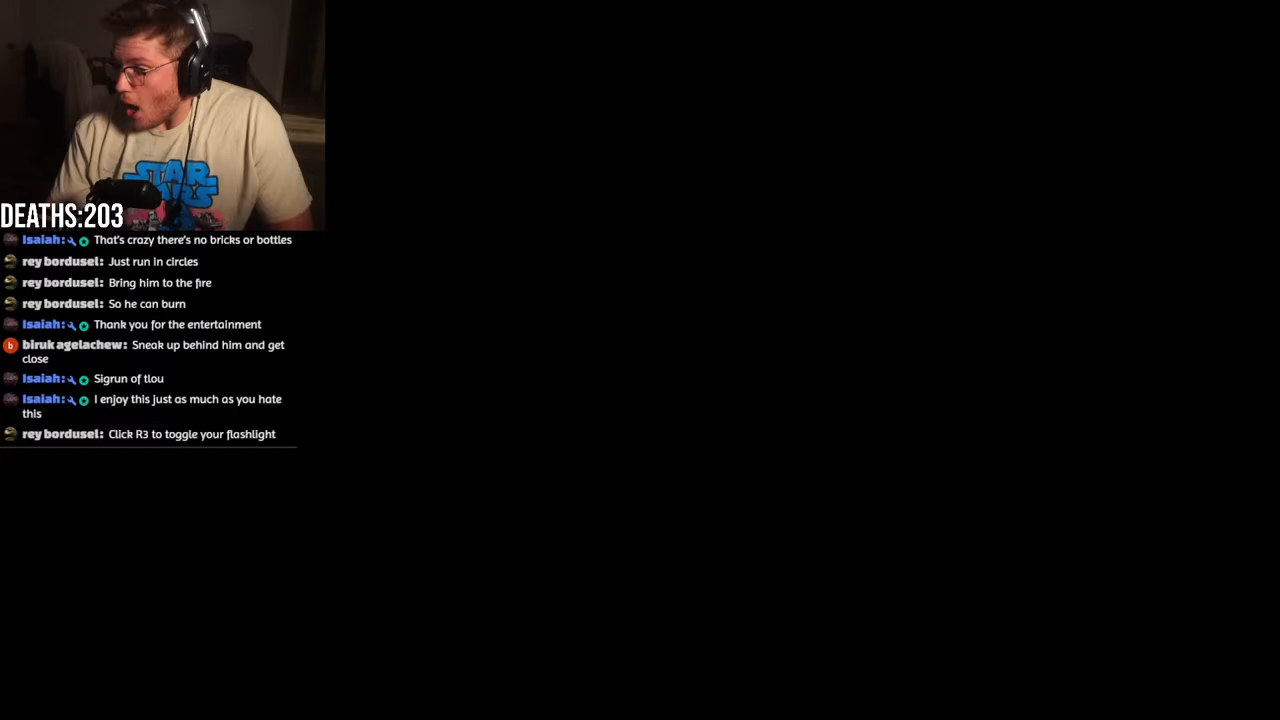 STAR
WARS
DEATHS:203
Isaiah: That's crazy there's no bricks or bottles
rey bordusel: Just run in circles
rey bordusel: Bring him to the fire
rey bordusel: So he can burn
Isaiah: Thank you for the entertainment
b biruk agelachew: Sneak up behind him and get
close
Isaiah: Sigrun of tlou
Isaiah: I enjoy this just as much as you hate
this
rey bordusel: Click R3 to toggle your flashlight